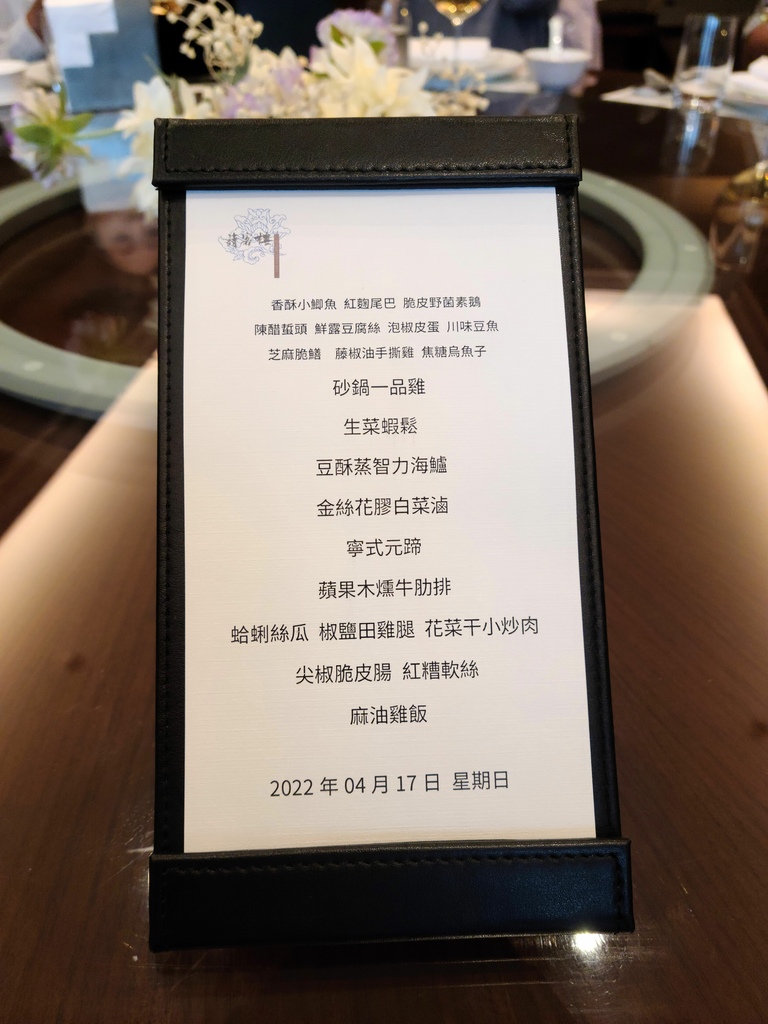 請客樓
香酥小鯽魚 紅麴尾巴 脆皮野菌素鵝
陳醋蜇頭 鮮露豆腐絲 泡椒皮蛋 川味豆魚
芝麻脆鱔 藤椒油手撕雞 焦糖烏魚子
砂鍋一品雞
生菜蝦鬆
豆酥蒸智力海鱸
金絲花膠白菜滷
寧式元蹄
蘋果木燻牛肋排
蛤蜊絲瓜 椒鹽田雞腿 花菜干小炒肉
尖椒脆皮腸 紅糟軟絲
麻油雞飯
2022 年 04 月 17 日 星期日